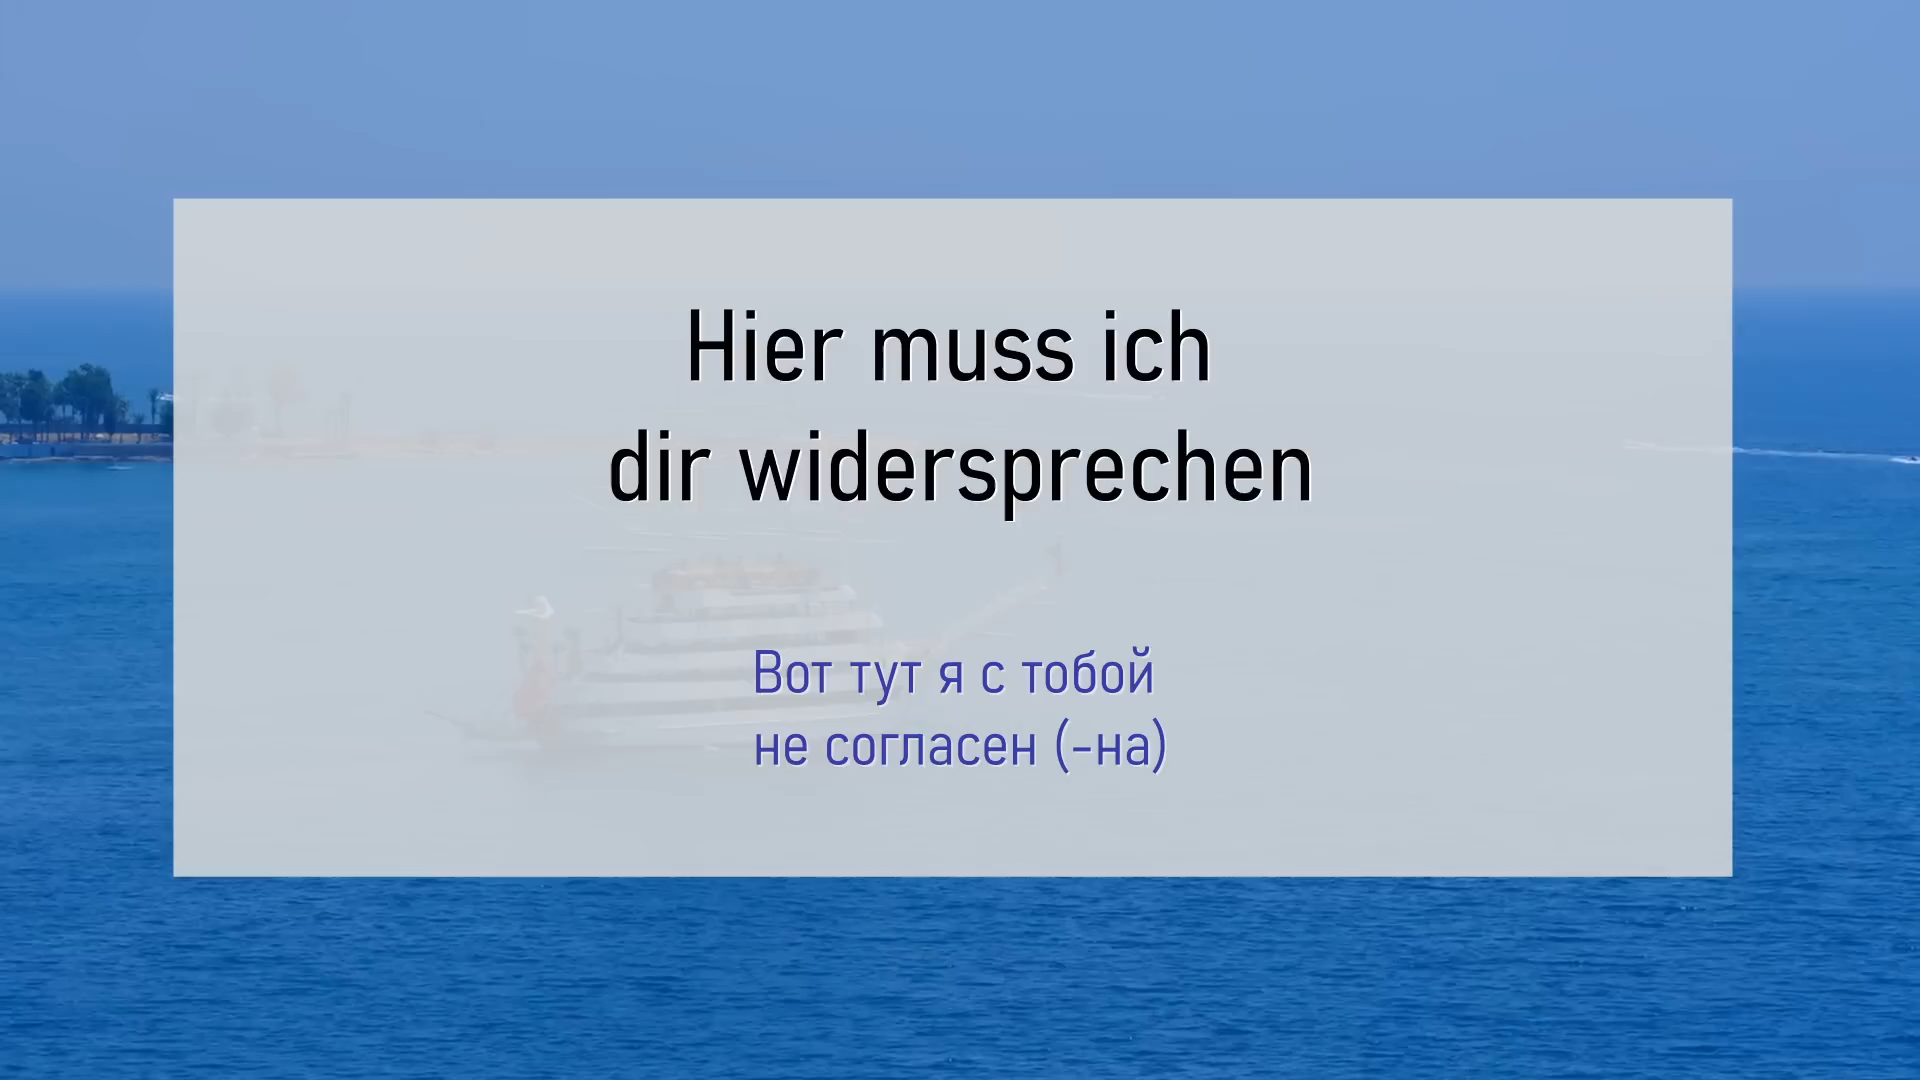 Hier muss ich
dir widersprechen
Вот тут я с тобой
не согласен (-на)